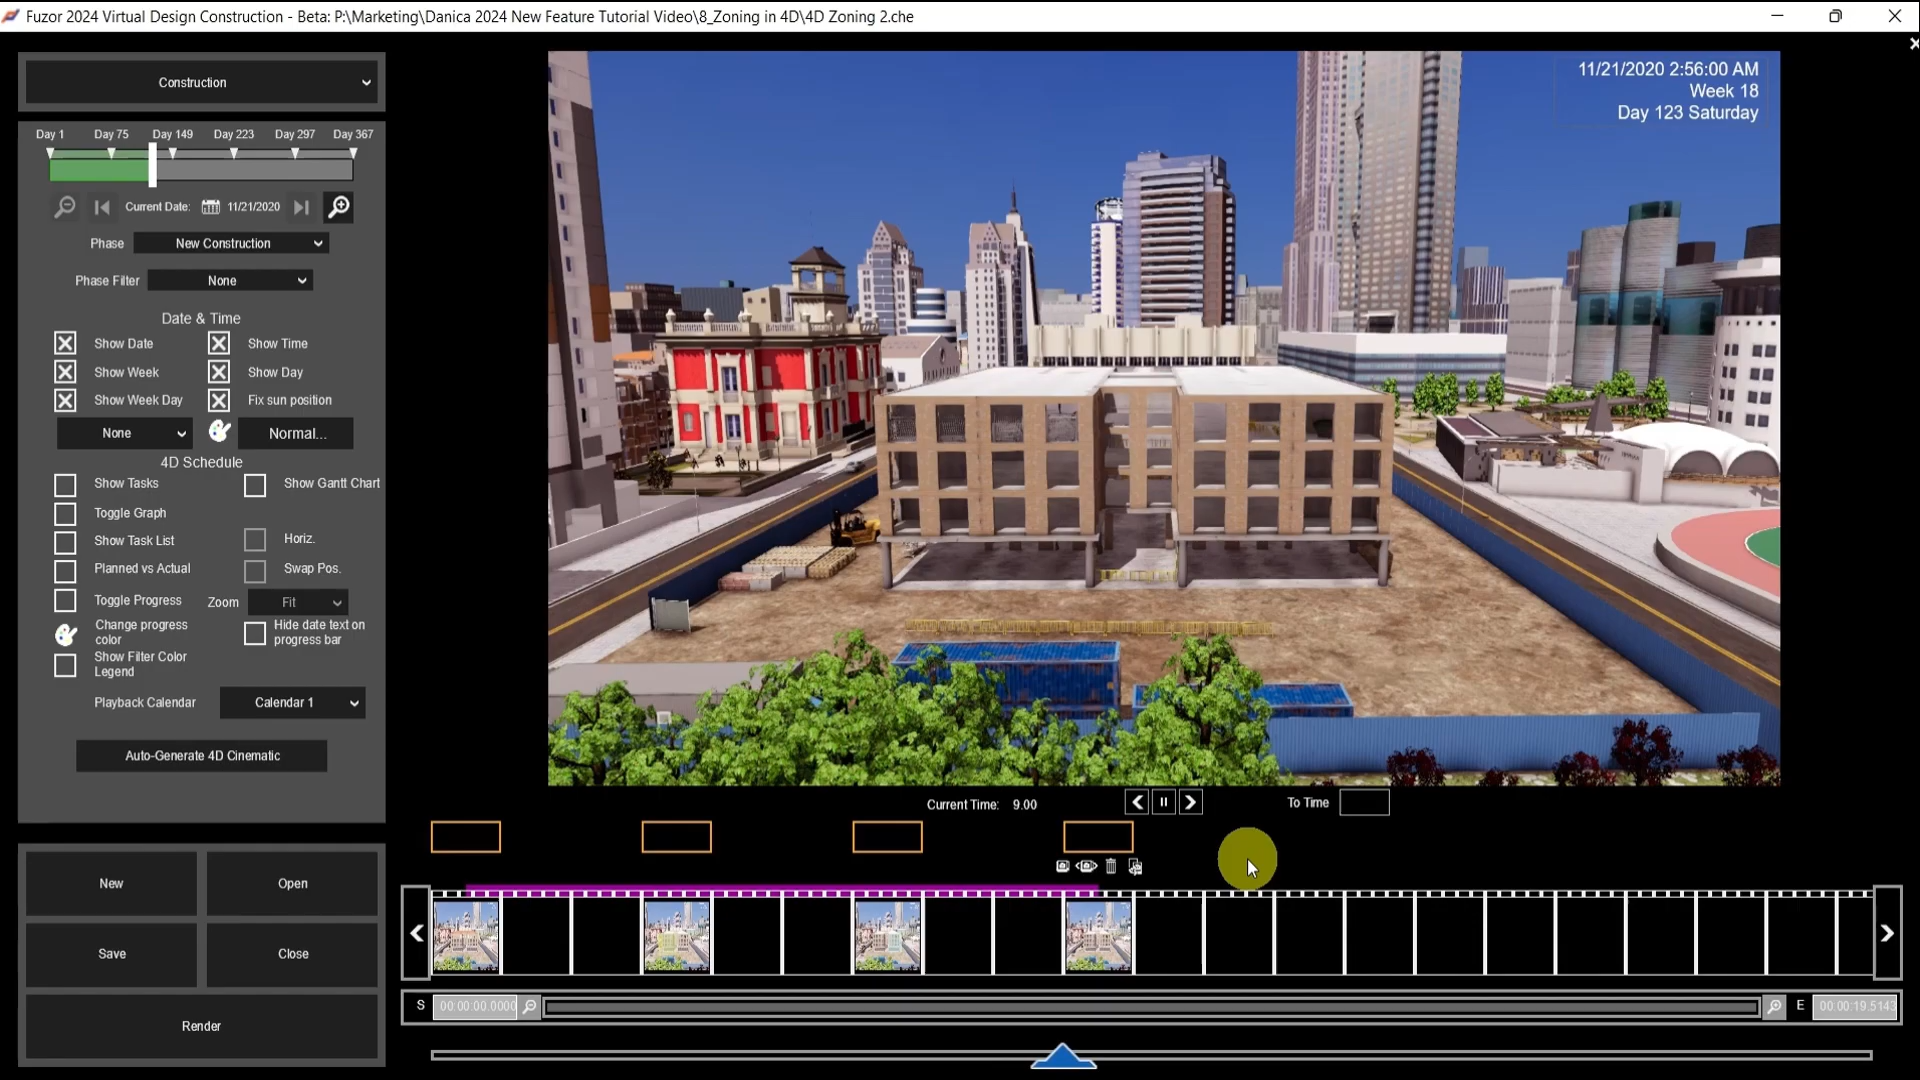 Fuzor 2024 Virtual Design Construction - Beta: P:\Marketing\Danica 2024 New Feature Tutorial Video\8_Zoning in 4D\4D Zoning 2.che
Construction
Day 1 Day 75 Day 149 Day 223 Day 297 Day 367
Current Date: 11/21/2020
Phase New Construction
Phase Filter None
Date & Time
Show Date Show Time
Show Week Show Day
Show Week Day Fix sun position
None Normal...
4D Schedule
Show Tasks Show Gantt Chart
Toggle Graph
Show Task List Horiz.
Planned vs Actual Swap Pos.
Toggle Progress Zoom Fit
Change progress color
Hide date text on progress bar
Show Filter Color Legend
Playback Calendar Calendar 1
Auto-Generate 4D Cinematic
New Open
Save Close
Render
11/21/2020 2:56:00 AM
Week 18
Day 123 Saturday
Current Time: 9.00 To Time
S 00:00:00.0000 E 00:00:19.5143